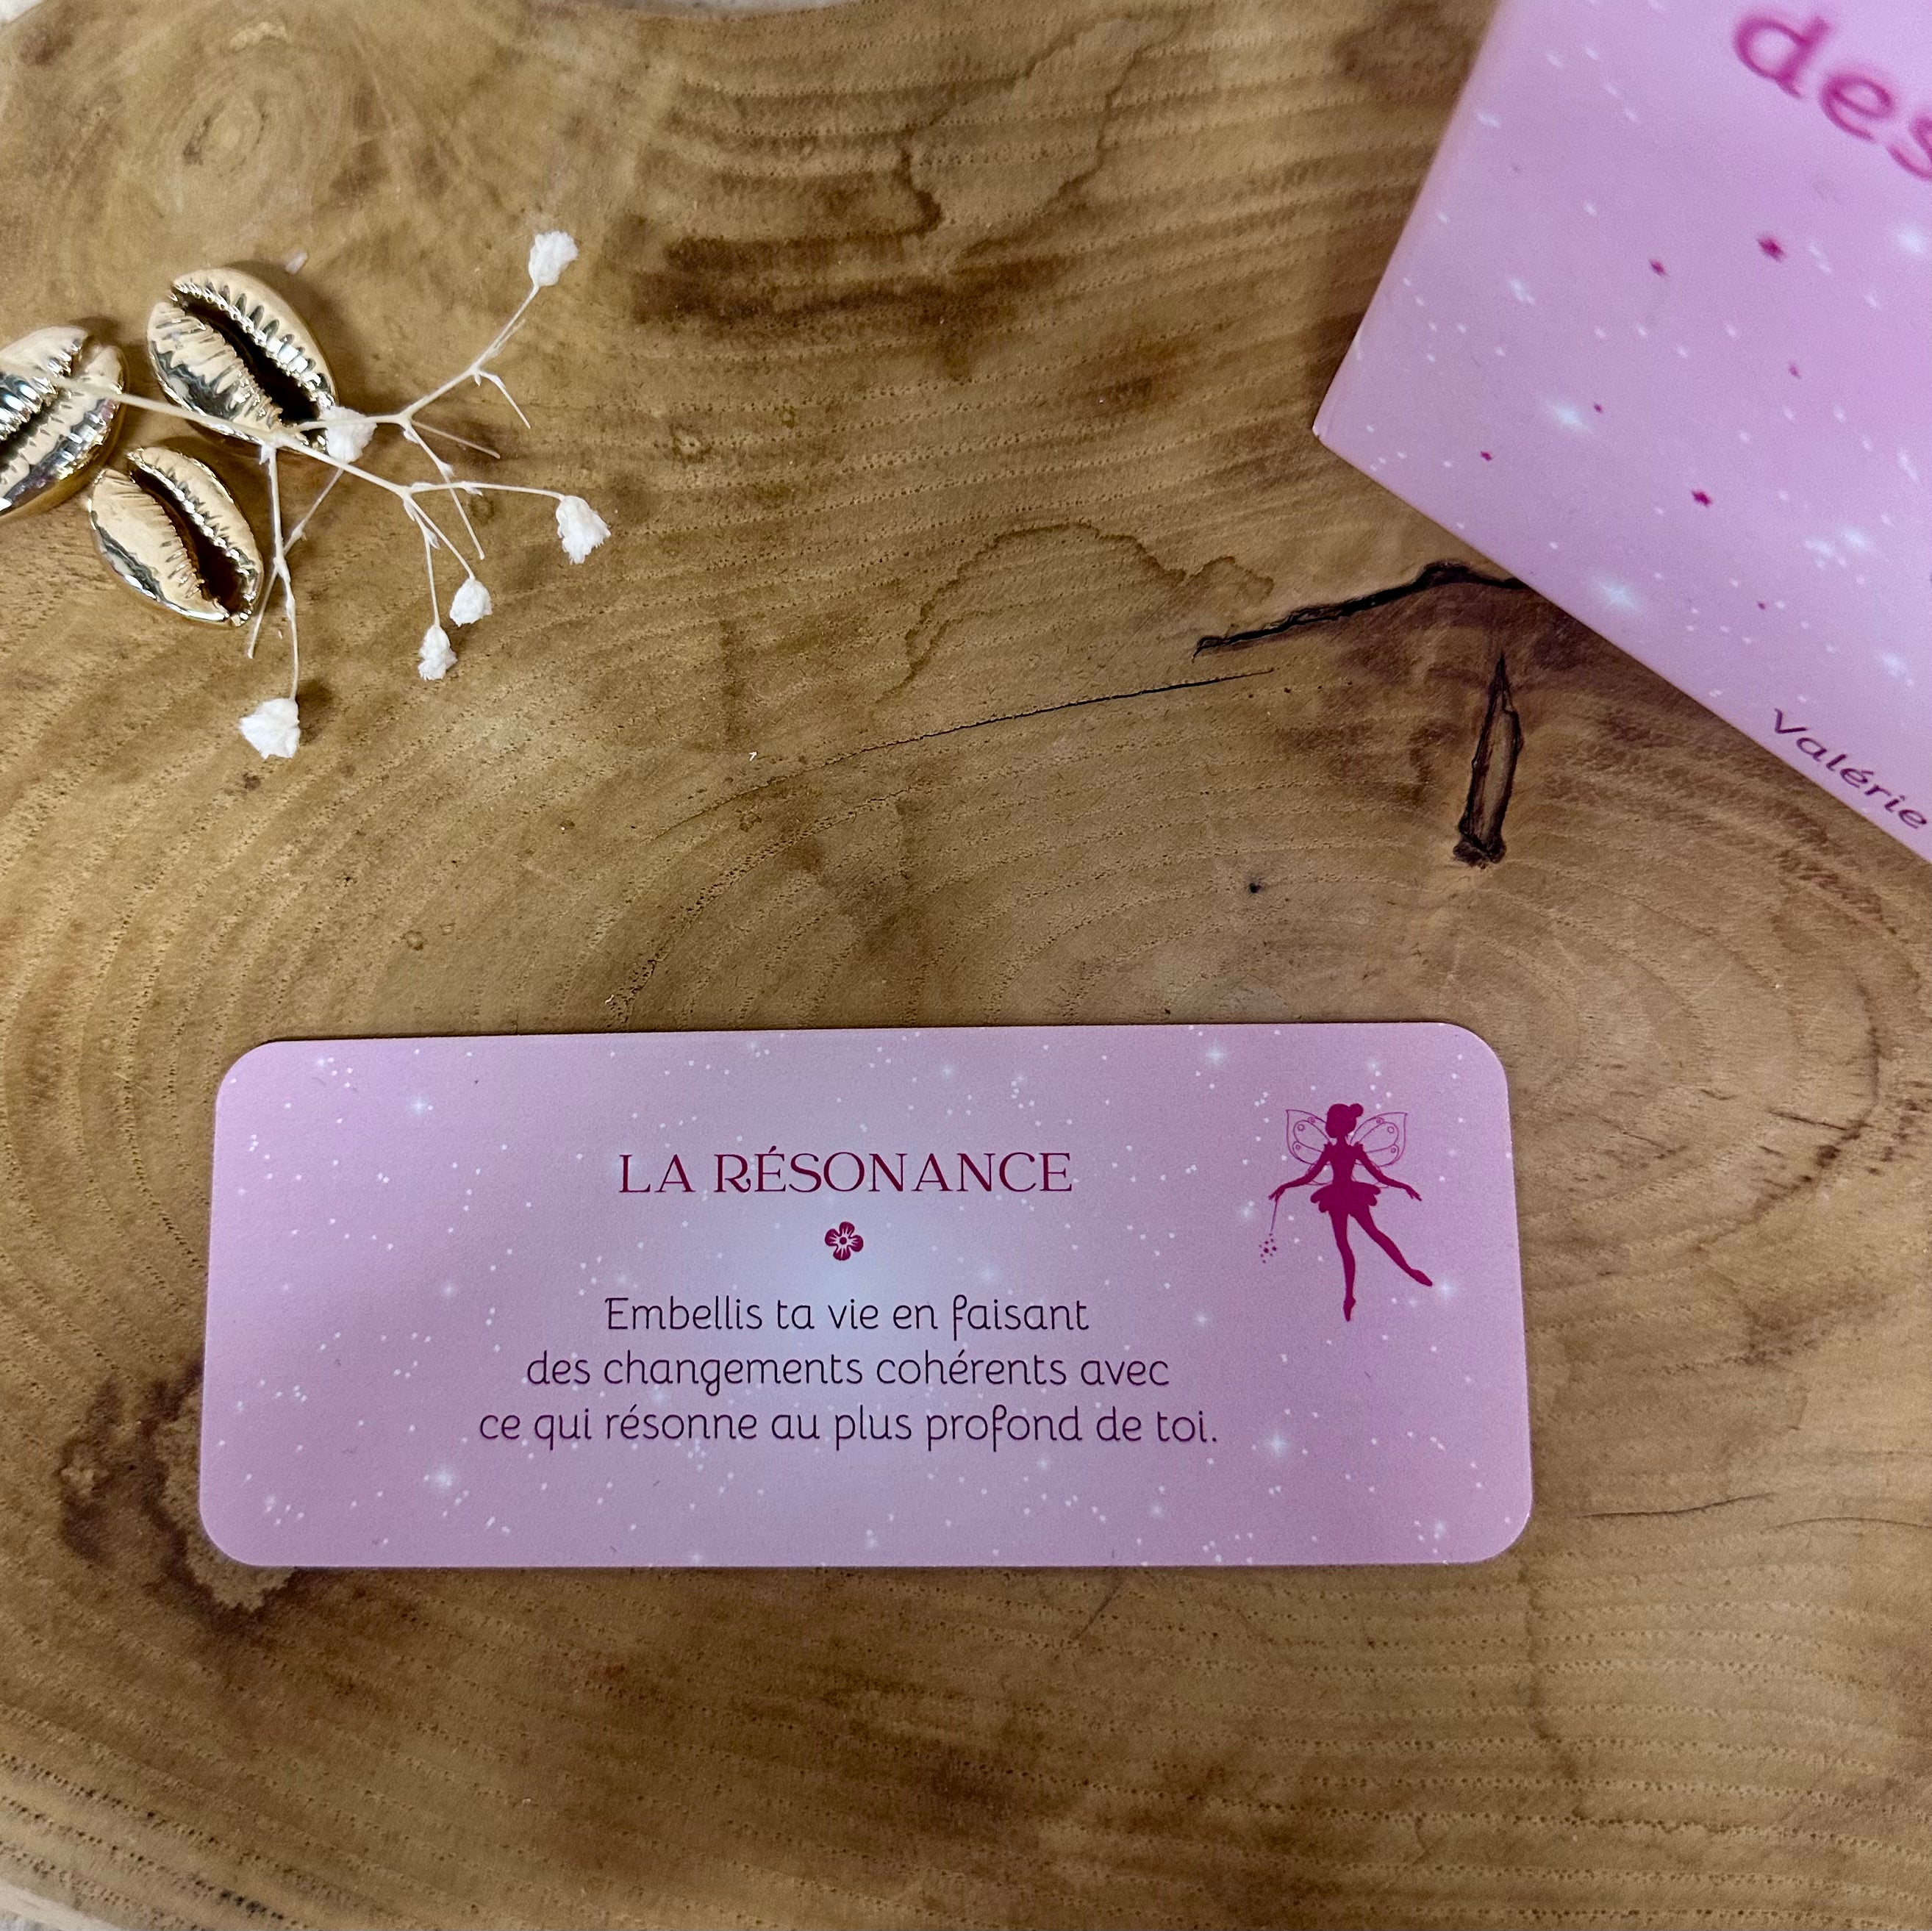 des
Valérie
LA RÉSONANCE
Embellis ta vie en faisant
des changements cohérents avec
ce qui résonne au plus profond de toi.